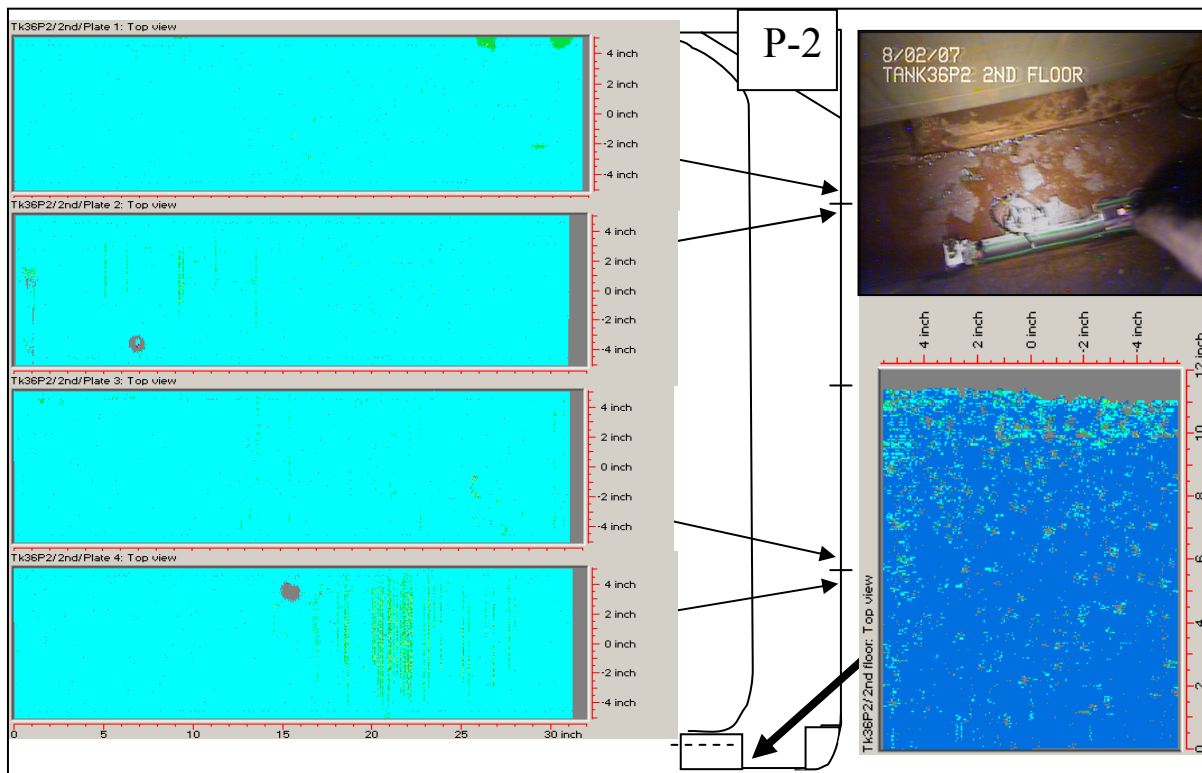 Tk36P2/2nd/Plate 1: Top view
4 inch
2 inch
0 inch
-2 inch
-4 inch
Tk36P2/2nd/Plate 2: Top view
4 inch
2 inch
0 inch
-2 inch
-4 inch
Tk36P2/2nd/Plate 3: Top view
4 inch
2 inch
0 inch
-2 inch
-4 inch
Tk36P2/2nd/Plate 4: Top view
4 inch
2 inch
0 inch
-2 inch
-4 inch
0 5 10 15 20 25 30 inch
P-2
8/02/07
TANK36P2 2ND FLOOR
4 inch
2 inch
0 inch
-2 inch
-4 inch
12 inch
10
8
6
4
2
0
Tk36P2/2nd floor: Top view